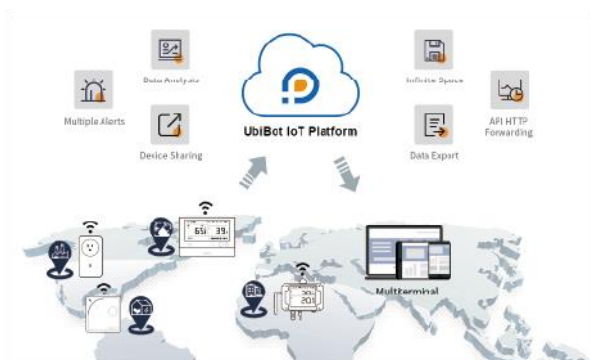 Data Analysis
Infinite Space
Multiple Alerts
API HTTP
Forwarding
UbiBot IoT Platform
Device Sharing
Data Export
Multiterminal